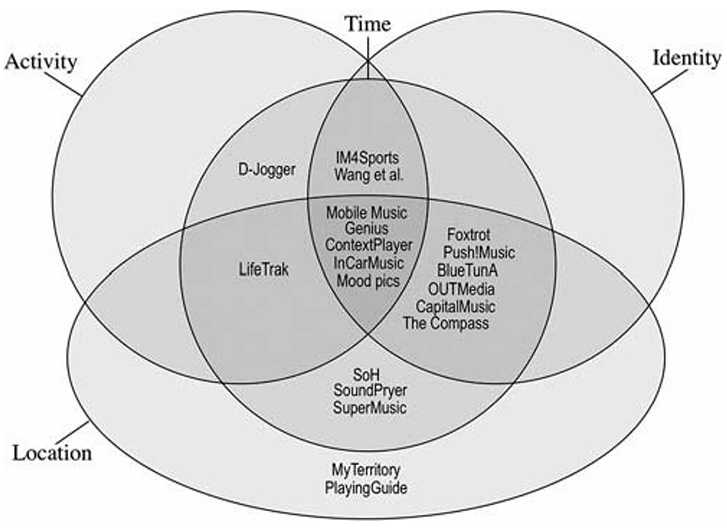 Time
Activity
Identity
IM4Sports
Wang et al.
D-Jogger
Mobile Music
Genius
ContextPlayer
InCarMusic
Mood pics
Foxtrot
Push!Music
BlueTunA
OUTMedia
CapitalMusic
The Compass
LifeTrak
SoH
SoundPryer
SuperMusic
Location
MyTerritory
PlayingGuide